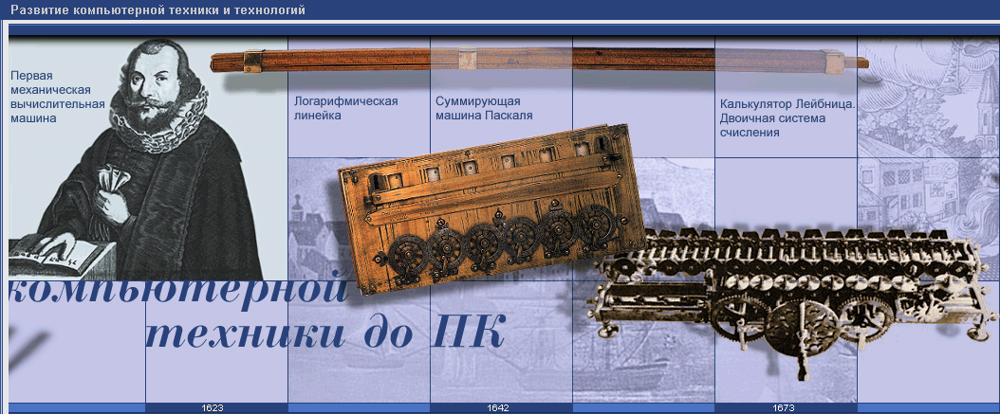 Развитие компьютерной техники и технологий
Первая
механическая
вычислительная
машина
Логарифмическая
линейка
Суммирующая
машина Паскаля
Калькулятор Лейбница.
Двоичная система
счисления
компьютерной
техники до ПК
1623
1642
1673